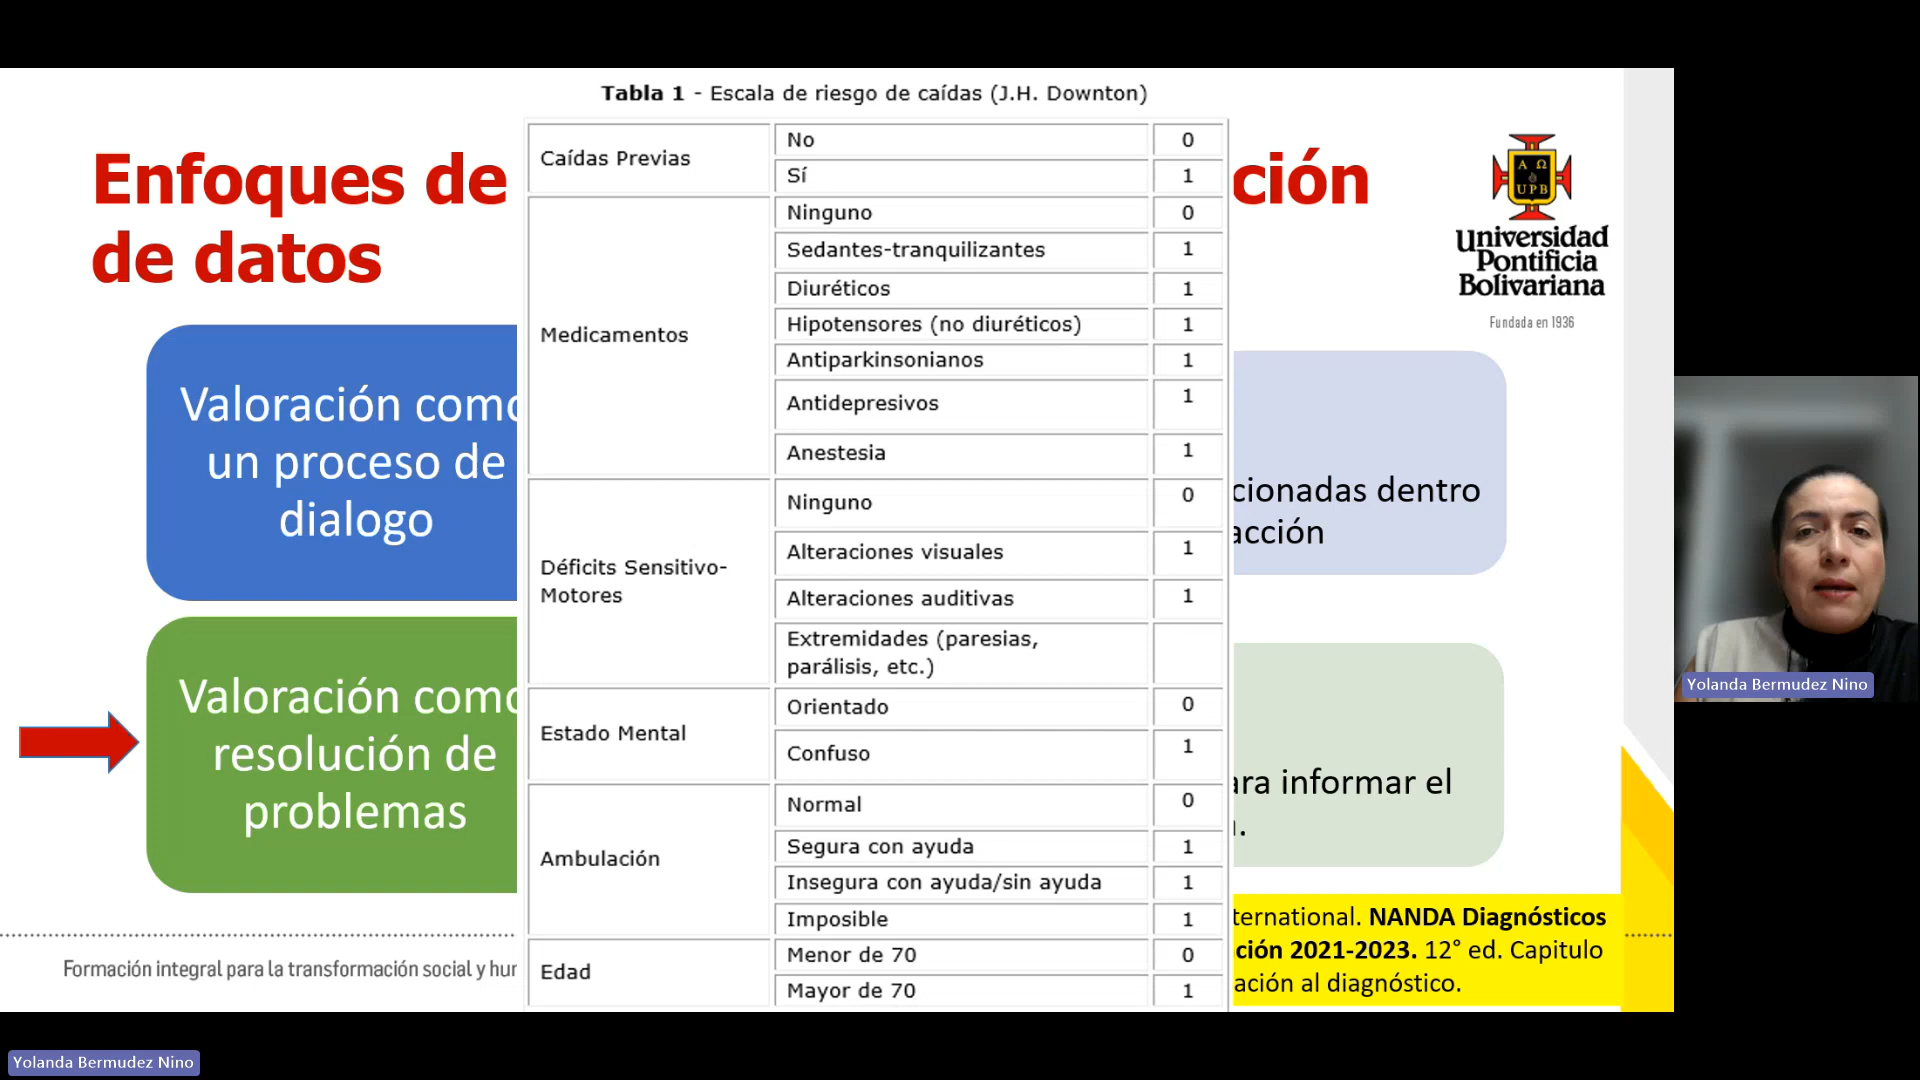 Tabla 1 - Escala de riesgo de caídas (J.H. Downton)
Enfoques de
ción
de datos
Valoración como
un proceso de
dialogo
Valoración como
resolución de
problemas
Caídas Previas
No 0
Sí 1
Medicamentos
Ninguno 0
Sedantes-tranquilizantes 1
Diuréticos 1
Hipotensores (no diuréticos) 1
Antiparkinsonianos 1
Antidepresivos 1
Anestesia 1
Déficits Sensitivo-
Motores
Ninguno 0
Alteraciones visuales 1
Alteraciones auditivas 1
Extremidades (paresias,
parálisis, etc.)
Estado Mental
Orientado 0
Confuso 1
Ambulación
Normal 0
Segura con ayuda 1
Insegura con ayuda/sin ayuda 1
Imposible 1
Edad
Menor de 70 0
Mayor de 70 1
Α Ω
UPB
Universidad
Pontificia
Bolivariana
Fundada en 1936
cionadas dentro
acción
ara informar el
.
ternational. NANDA Diagnósticos
ción 2021-2023. 12° ed. Capitulo
ación al diagnóstico.
Formación integral para la transformación social y hur
Yolanda Bermudez Nino
Yolanda Bermudez Nino